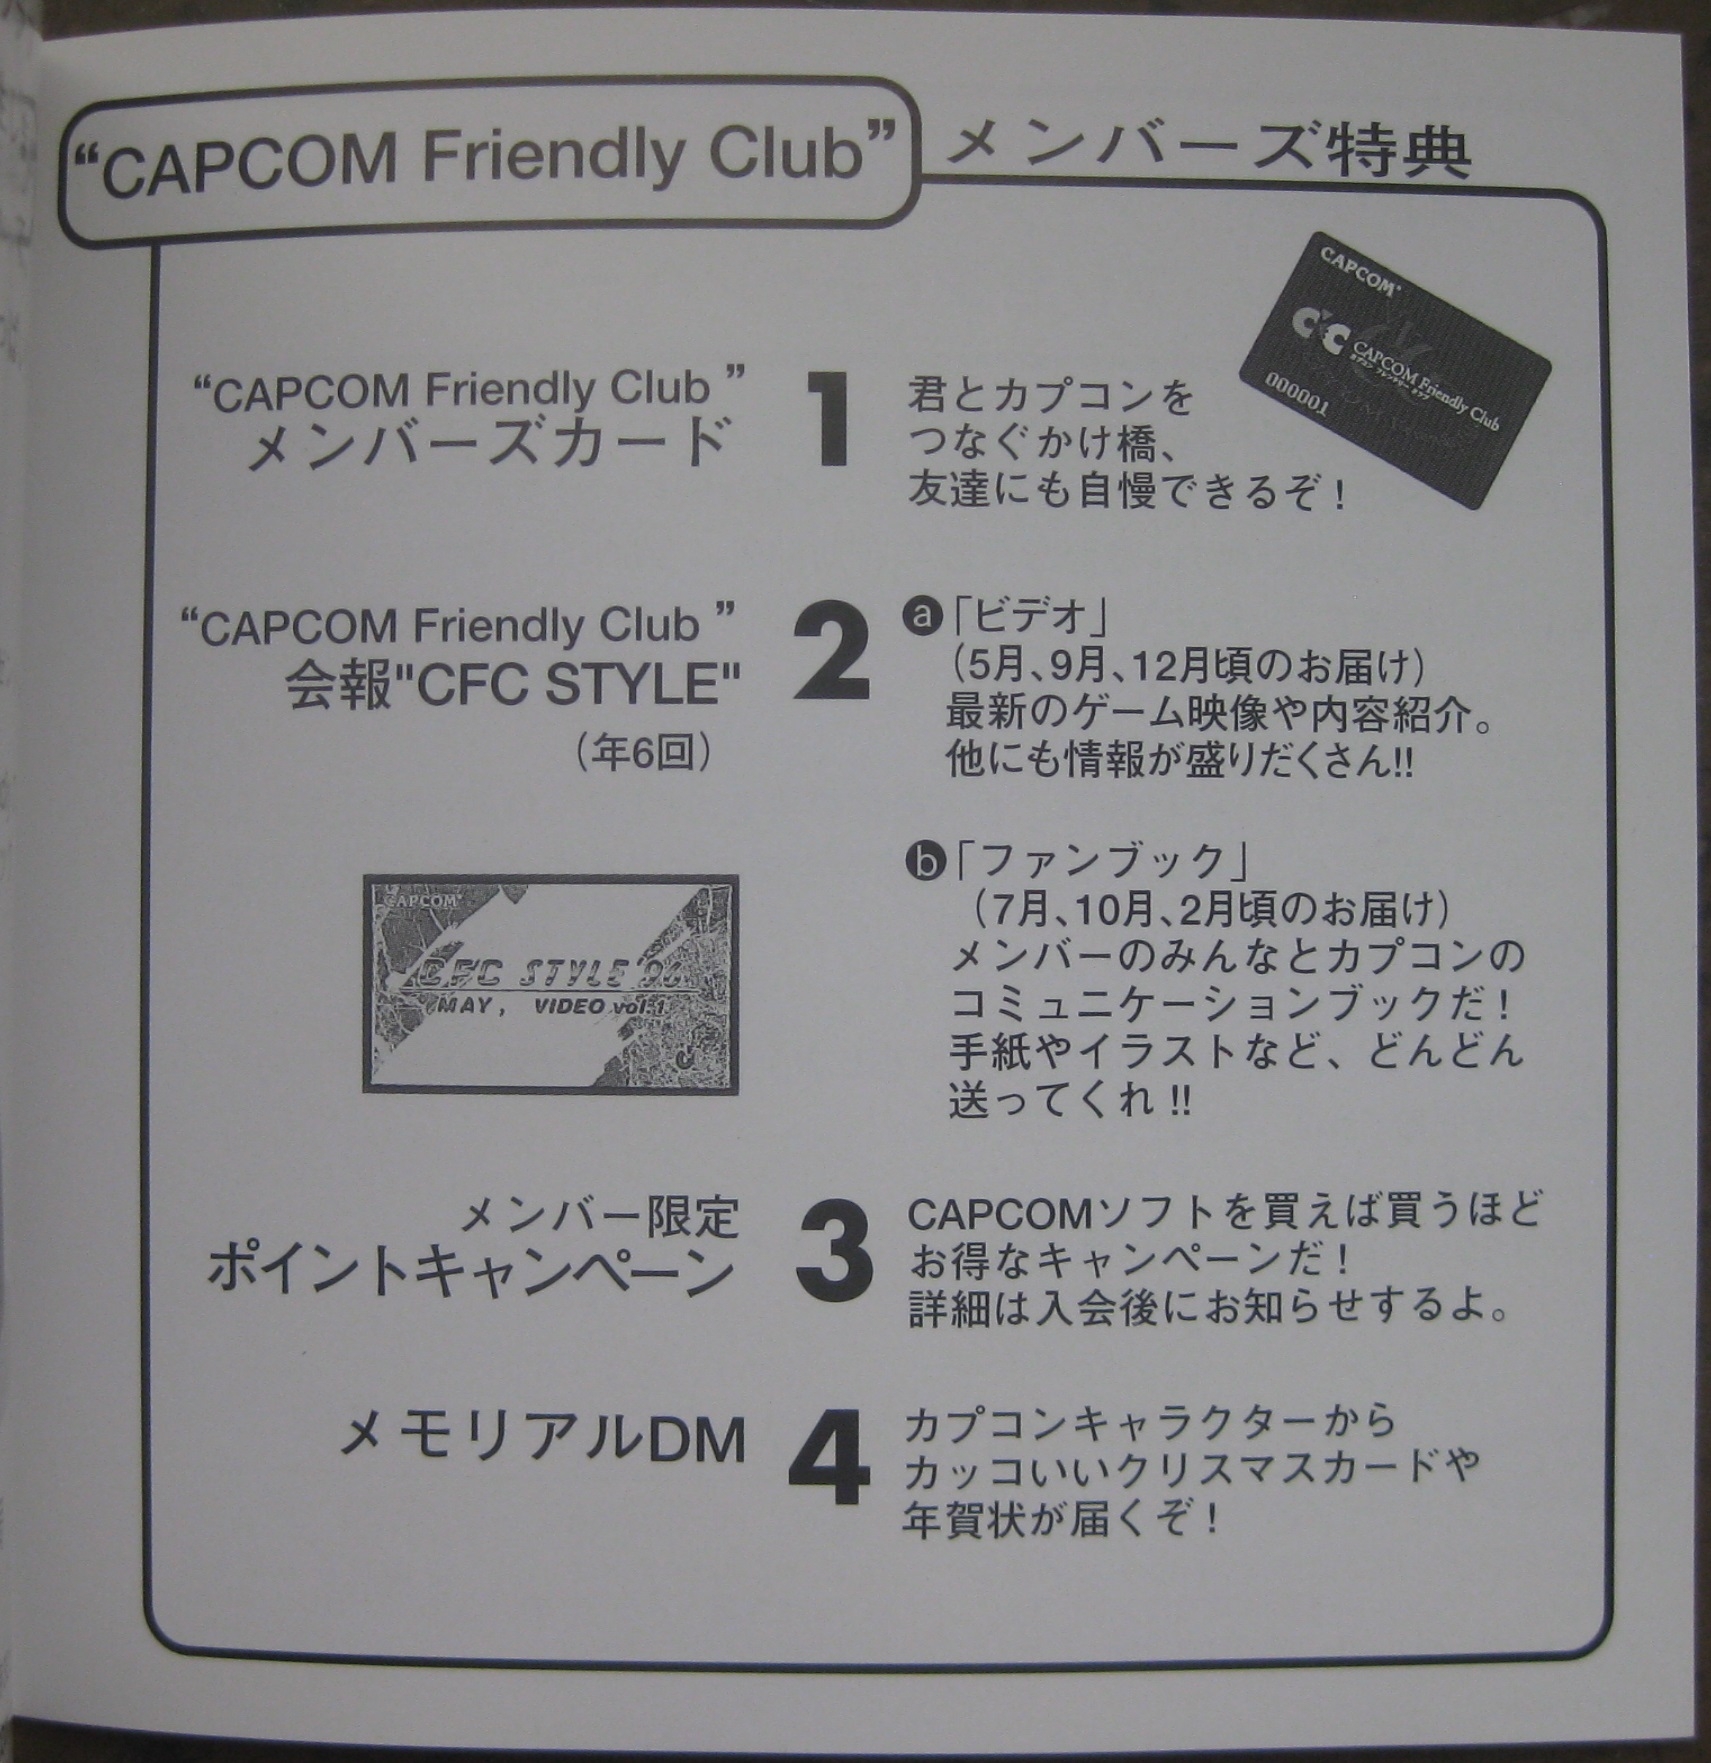 “CAPCOM Friendly Club” メンバーズ特典
CAPCOM
CAPCOM Friendly Club
000001
“CAPCOM Friendly Club ”
メンバーズカード
1
君とカプコンを
つなぐかけ橋、
友達にも自慢できるぞ！
“CAPCOM Friendly Club ”
会報"CFC STYLE"
（年6回）
2
ⓐ「ビデオ」
（5月、9月、12月頃のお届け）
最新のゲーム映像や内容紹介。
他にも情報が盛りだくさん!!
ⓑ「ファンブック」
（7月、10月、2月頃のお届け）
メンバーのみんなとカプコンの
コミュニケーションブックだ！
手紙やイラストなど、どんどん
送ってくれ !!
CAPCOM
CFC STYLE '96
MAY, VIDEO vol.1
メンバー限定
ポイントキャンペーン
3
CAPCOMソフトを買えば買うほど
お得なキャンペーンだ！
詳細は入会後にお知らせするよ。
メモリアルDM
4
カプコンキャラクターから
カッコいいクリスマスカードや
年賀状が届くぞ！